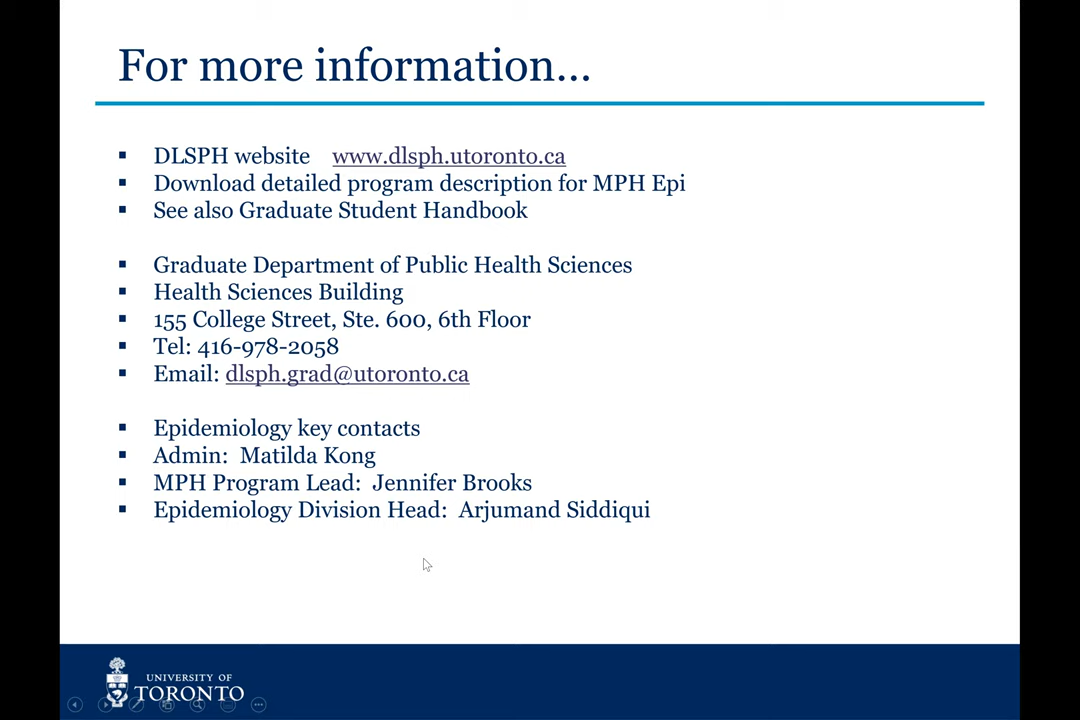 For more information...
▪ DLSPH website www.dlsph.utoronto.ca
▪ Download detailed program description for MPH Epi
▪ See also Graduate Student Handbook
▪ Graduate Department of Public Health Sciences
▪ Health Sciences Building
▪ 155 College Street, Ste. 600, 6th Floor
▪ Tel: 416-978-2058
▪ Email: dlsph.grad@utoronto.ca
▪ Epidemiology key contacts
▪ Admin: Matilda Kong
▪ MPH Program Lead: Jennifer Brooks
▪ Epidemiology Division Head: Arjumand Siddiqui
UNIVERSITY OF
TORONTO